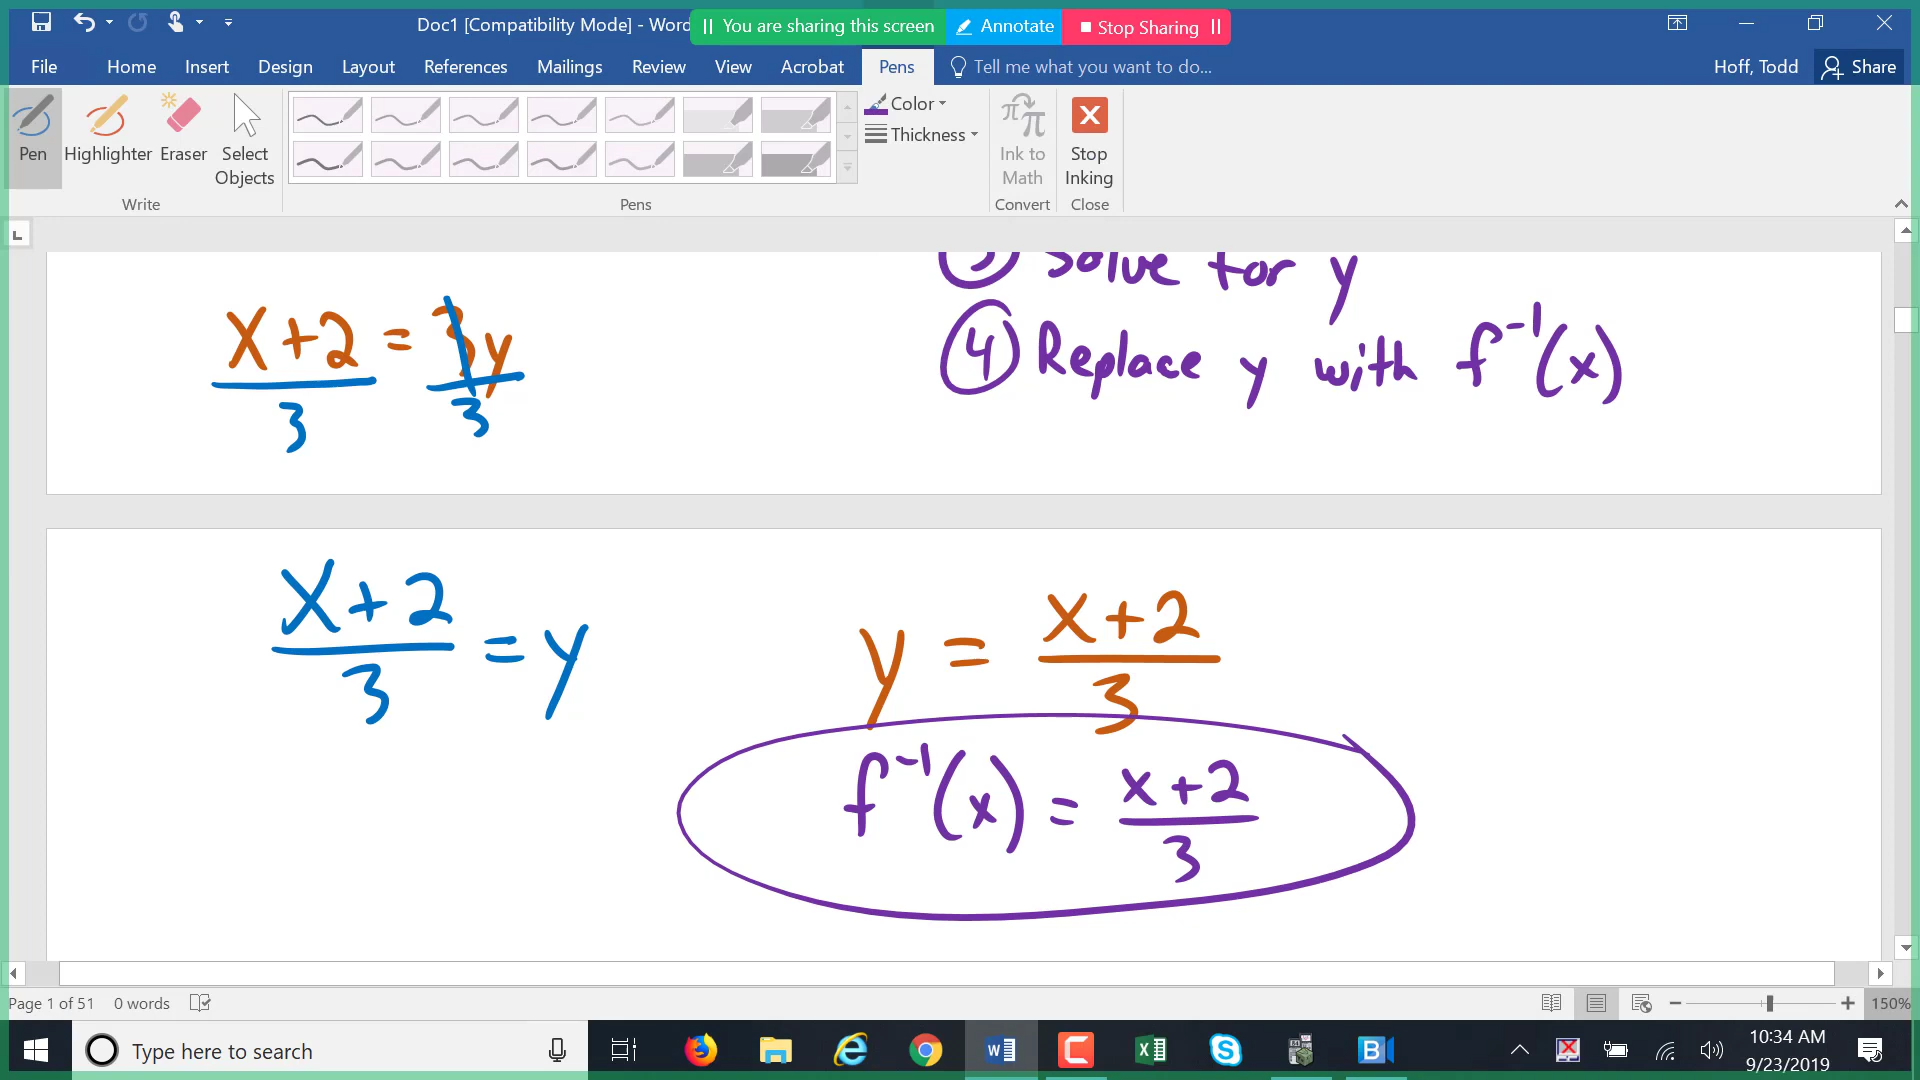 Doc1 [Compatibility Mode] - Word
You are sharing this screen
Annotate
Stop Sharing
File Home Insert Design Layout References Mailings Review View Acrobat Pens Tell me what you want to do... Hoff, Todd Share
Pen Highlighter Eraser Select Objects
Color
Thickness
Ink to Math
Stop Inking
Write Pens Convert Close
③ Solve for y
④ Replace y with f⁻¹(x)
(x+2)/3 = 3y/3
(x+2)/3 = y
y = (x+2)/3
f⁻¹(x) = (x+2)/3
Page 1 of 51 0 words 150%
Type here to search
10:34 AM
9/23/2019